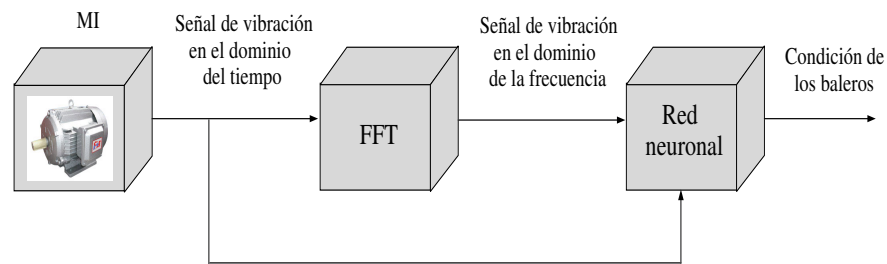 MI
Señal de vibración
en el dominio
del tiempo
Señal de vibración
en el dominio
de la frecuencia
Condición de
los baleros
FFT
Red
neuronal